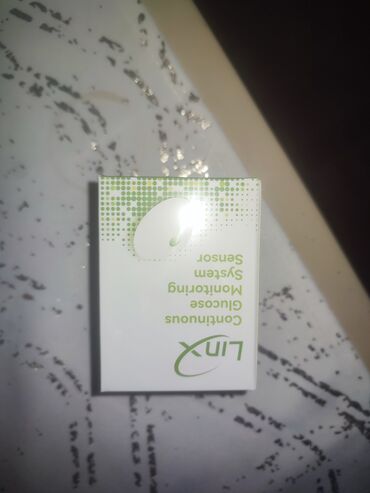 LinX
Continuous
Glucose
Monitoring
System
Sensor